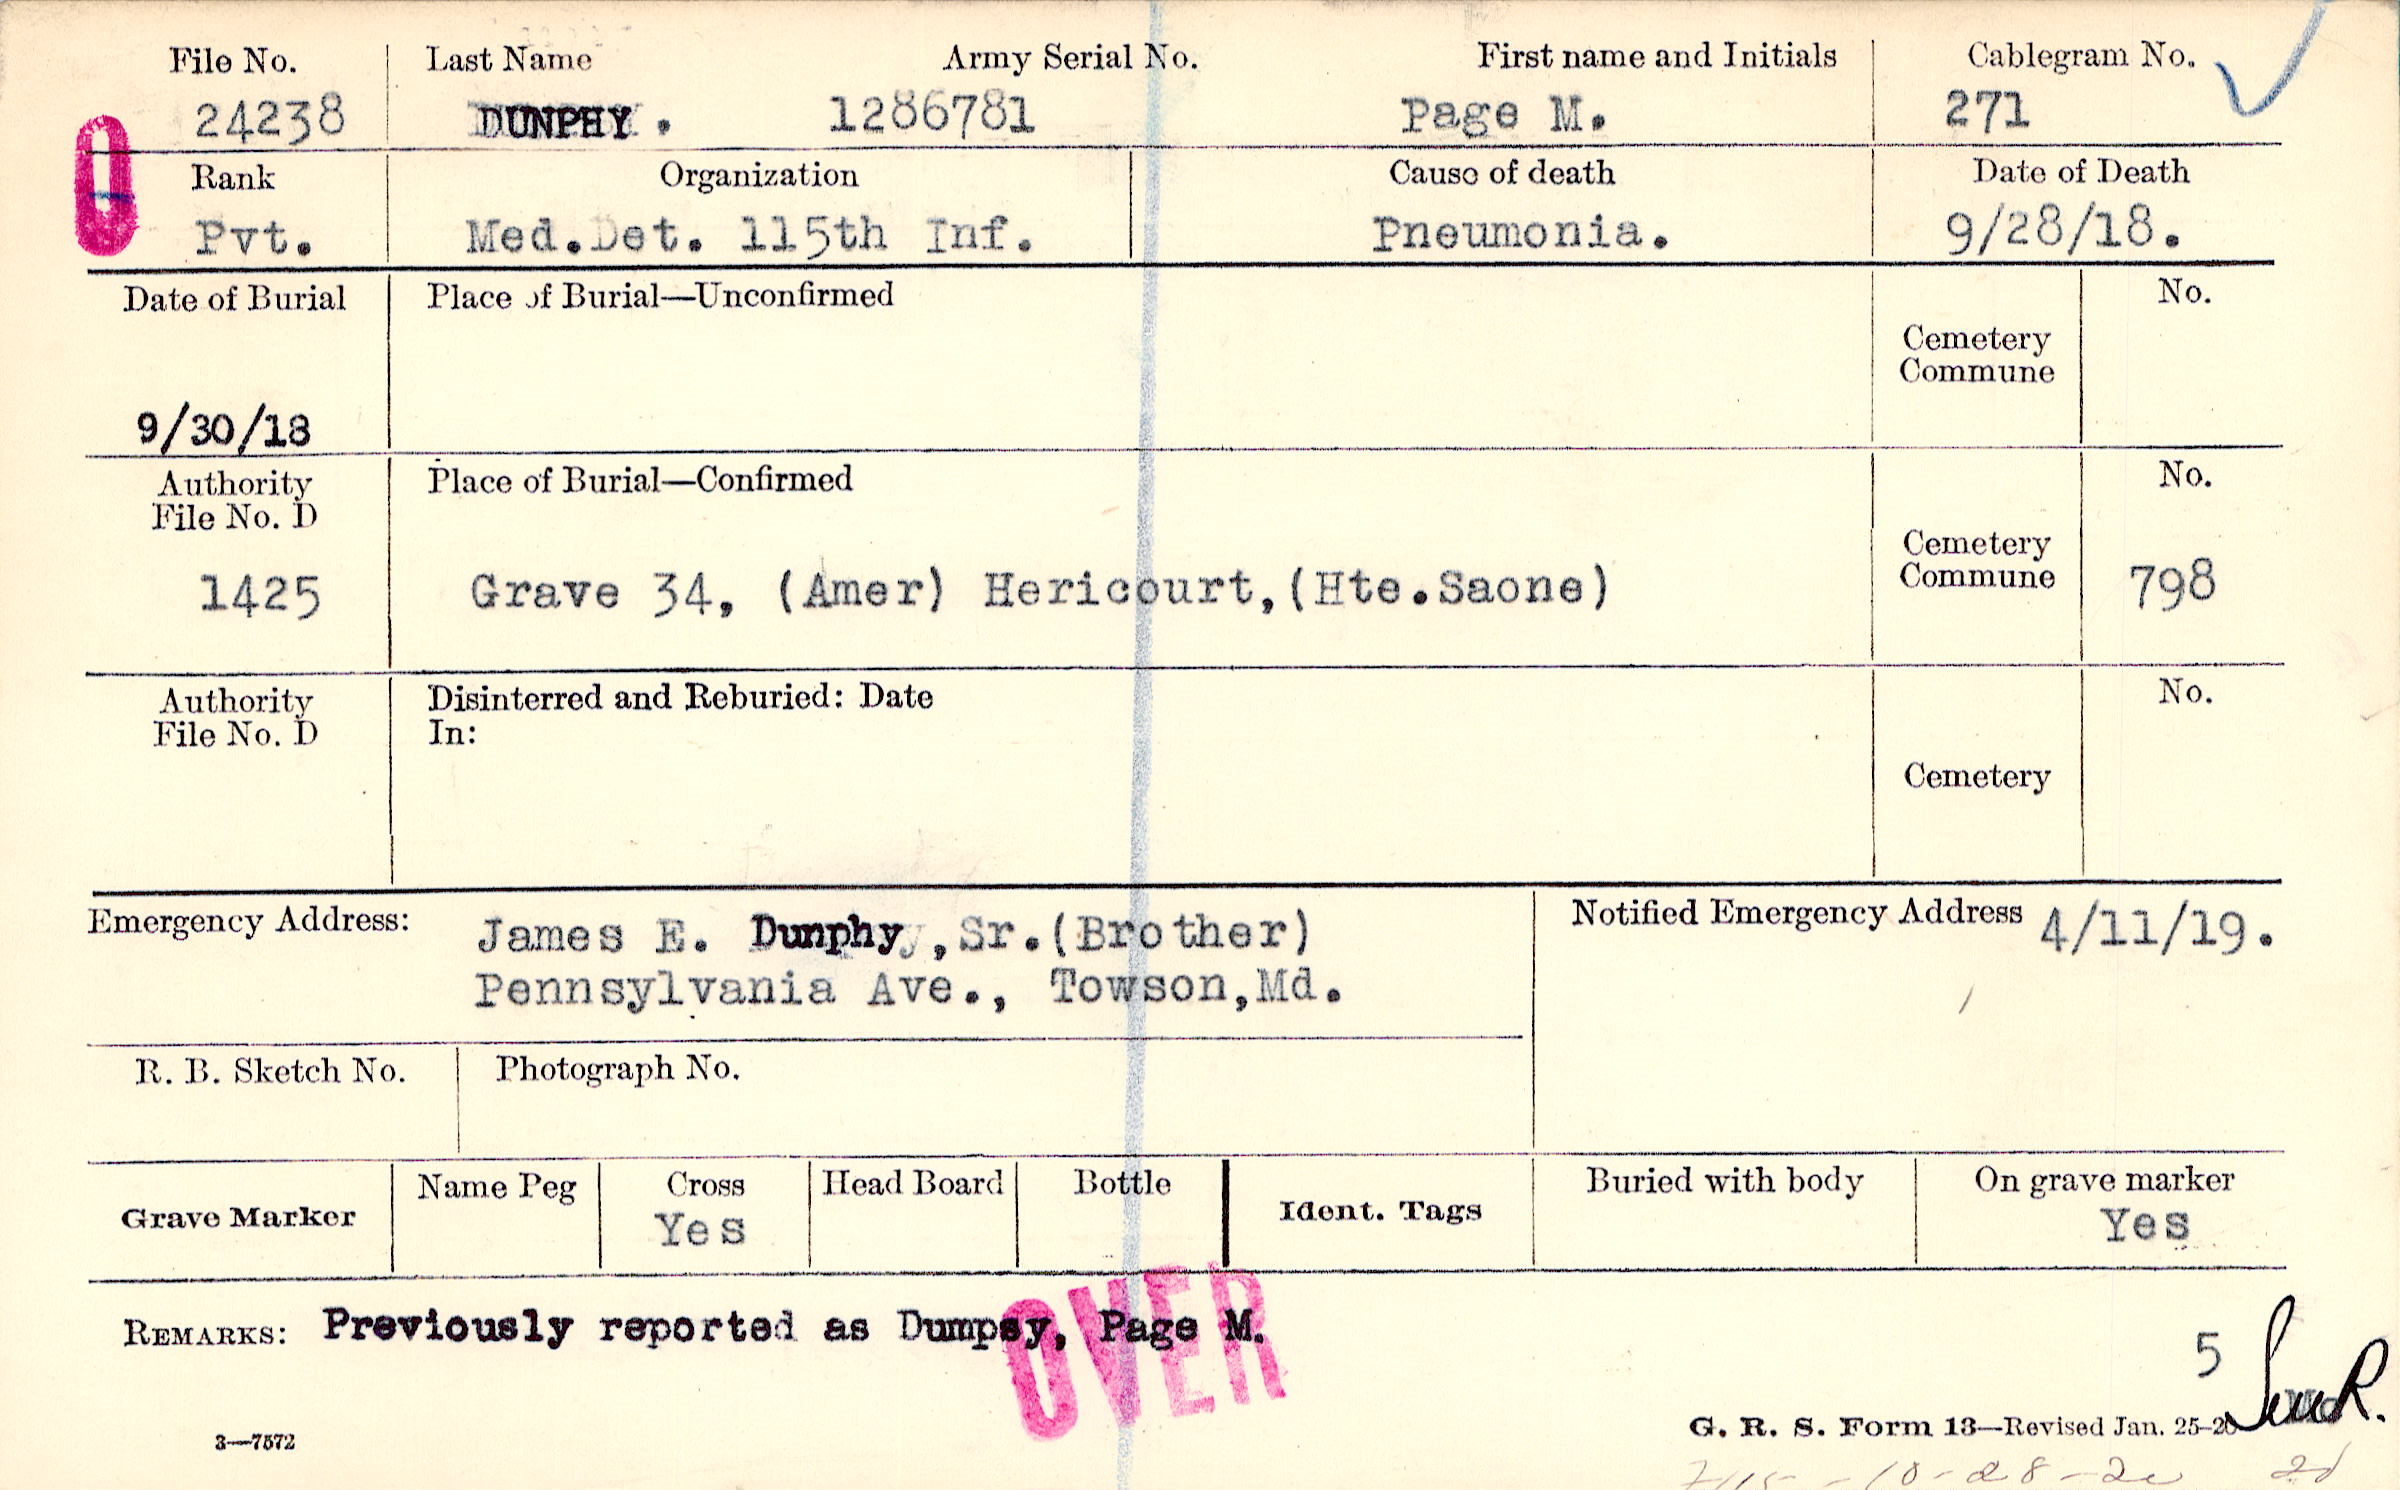 File No. Last Name Army Serial No. First name and Initials Cablegram No.
24238 DUNPHY. 1286781 Page M. 271
O
Rank Organization Cause of death Date of Death
Pvt. Med.Det. 115th Inf. Pneumonia. 9/28/18.
Date of Burial Place of Burial—Unconfirmed No.
Cemetery
Commune
9/30/18
Authority Place of Burial—Confirmed No.
File No. D
Cemetery
Commune
1425 Grave 34, (Amer) Hericourt,(Hte.Saone) 798
Authority Disinterred and Reburied: Date No.
File No. D In:
Cemetery
Emergency Address: James E. Dunphy,Sr.(Brother) Notified Emergency Address 4/11/19.
Pennsylvania Ave., Towson,Md.
R. B. Sketch No. Photograph No.
Grave Marker Name Peg Cross Head Board Bottle Ident. Tags Buried with body On grave marker
Yes Yes
REMARKS: Previously reported as Dumpsy, Page M.
OVER
5
3—7572 G. R. S. Form 13—Revised Jan. 25-20
10-28-20